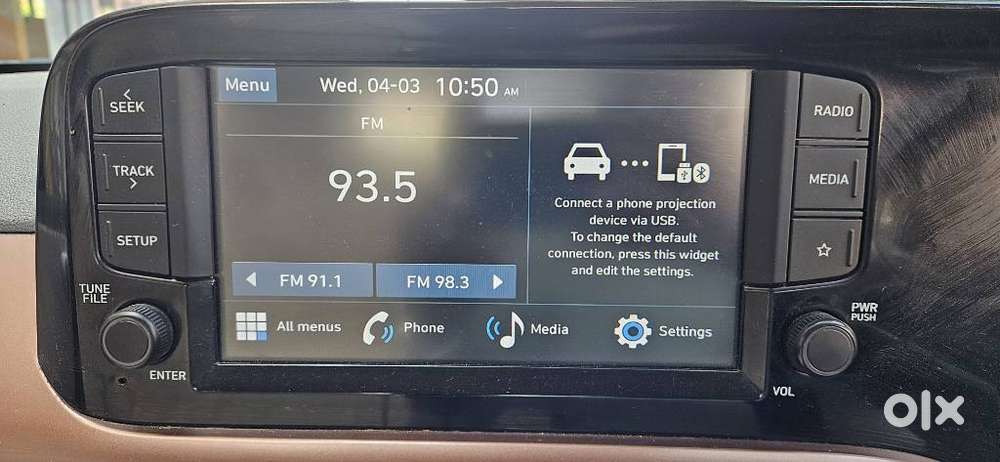 Menu Wed, 04-03 10:50 AM
SEEK
TRACK
SETUP
TUNE
FILE
ENTER
FM
93.5
FM 91.1 FM 98.3
Connect a phone projection
device via USB.
To change the default
connection, press this widget
and edit the settings.
All menus Phone Media Settings
RADIO
MEDIA
PWR
PUSH
VOL
olx